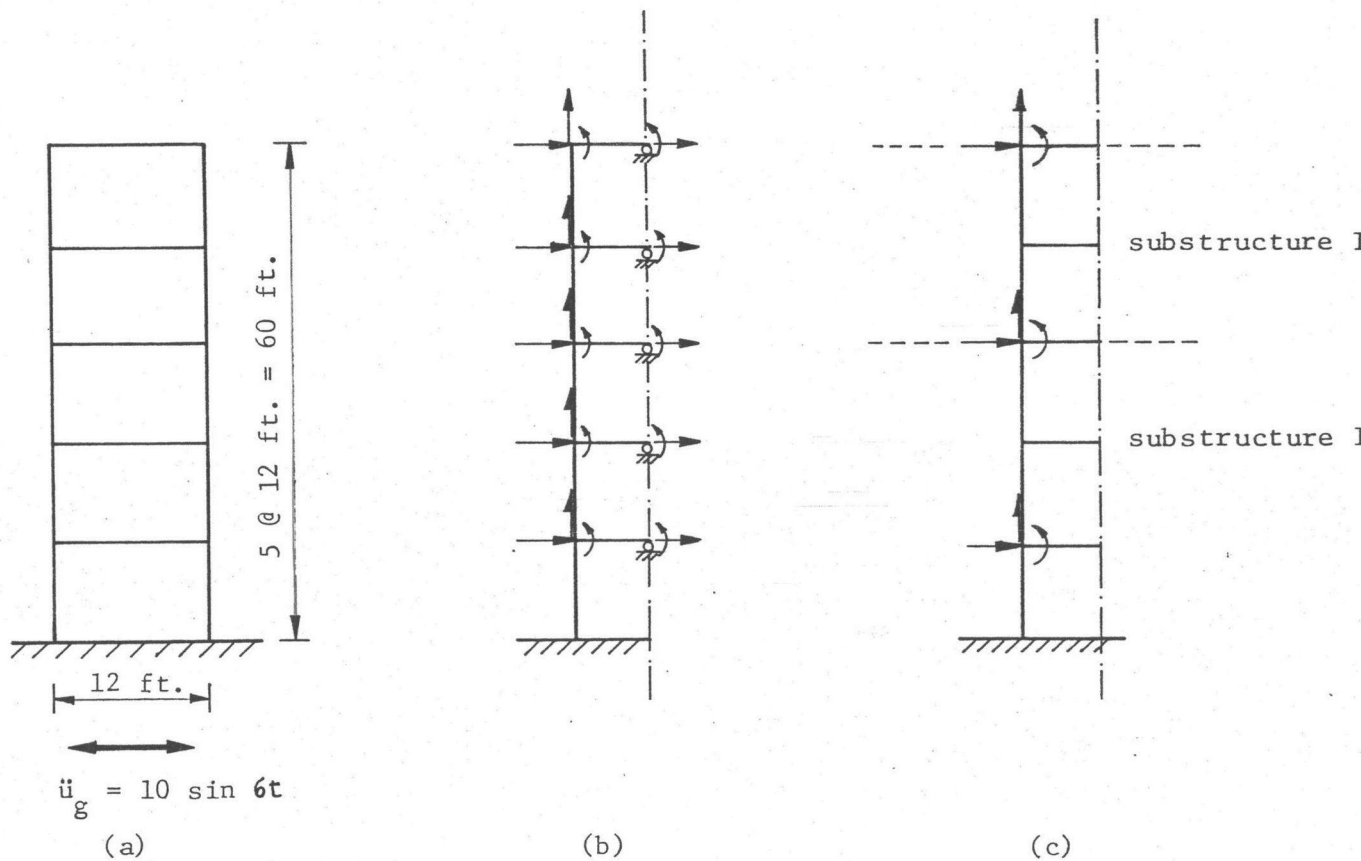 5 @ 12 ft. = 60 ft.
12 ft.
ü_g = 10 sin 6t
(a)
(b)
substructure I
substructure I
(c)